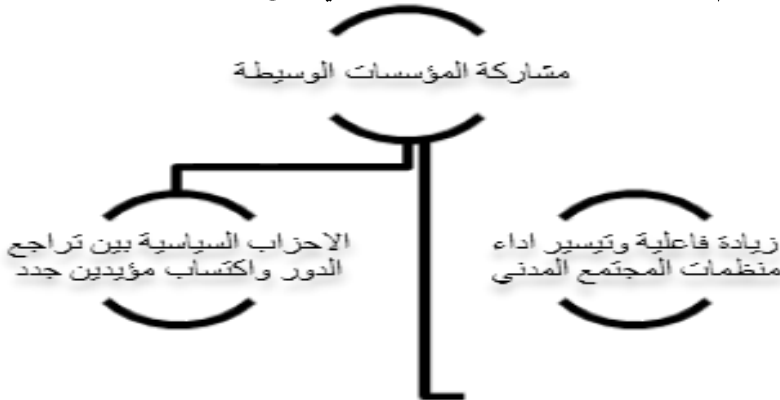 مشاركة المؤسسات الوسيطة
زيادة فاعلية وتيسير اداء
منظمات المجتمع المدني
الاحزاب السياسية بين تراجع
الدور واكتساب مؤيدين جدد